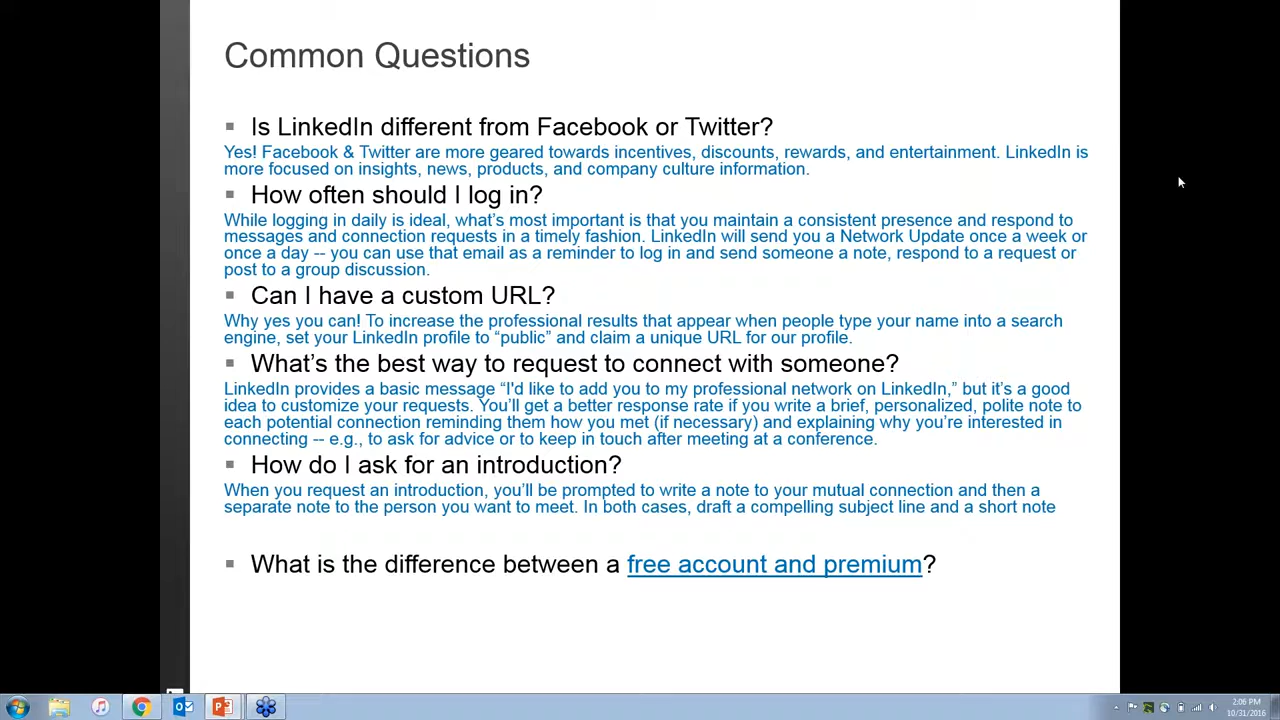 Common Questions
Is LinkedIn different from Facebook or Twitter?
Yes! Facebook & Twitter are more geared towards incentives, discounts, rewards, and entertainment. LinkedIn is
more focused on insights, news, products, and company culture information.
How often should I log in?
While logging in daily is ideal, what’s most important is that you maintain a consistent presence and respond to
messages and connection requests in a timely fashion. LinkedIn will send you a Network Update once a week or
once a day -- you can use that email as a reminder to log in and send someone a note, respond to a request or
post to a group discussion.
Can I have a custom URL?
Why yes you can! To increase the professional results that appear when people type your name into a search
engine, set your LinkedIn profile to “public” and claim a unique URL for our profile.
What’s the best way to request to connect with someone?
LinkedIn provides a basic message “I'd like to add you to my professional network on LinkedIn,” but it’s a good
idea to customize your requests. You’ll get a better response rate if you write a brief, personalized, polite note to
each potential connection reminding them how you met (if necessary) and explaining why you’re interested in
connecting -- e.g., to ask for advice or to keep in touch after meeting at a conference.
How do I ask for an introduction?
When you request an introduction, you’ll be prompted to write a note to your mutual connection and then a
separate note to the person you want to meet. In both cases, draft a compelling subject line and a short note
What is the difference between a free account and premium?
2:06 PM
10/31/2016